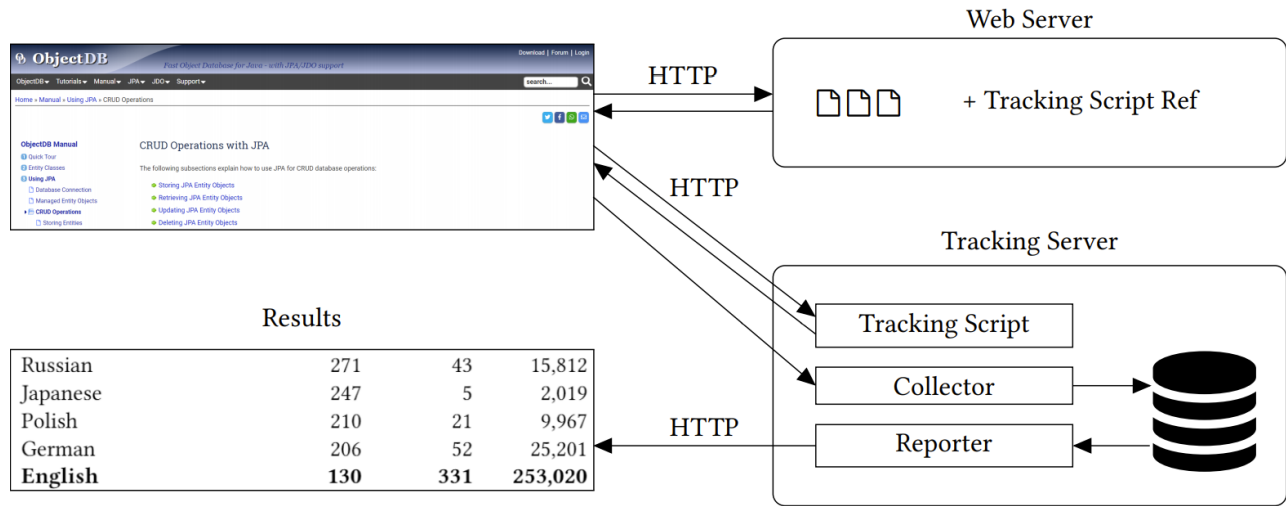 Web Server
ObjectDB
Fast Object Database for Java - with JPA/JDO support
Download | Forum | Login
ObjectDB Tutorials Manual JPA JDO Support
search...
Home » Manual » Using JPA » CRUD Operations
HTTP
+ Tracking Script Ref
ObjectDB Manual
1 Quick Tour
2 Entity Classes
3 Using JPA
Database Connection
Managed Entity Objects
CRUD Operations
Storing Entities
CRUD Operations with JPA
The following subsections explain how to use JPA for CRUD database operations:
Storing JPA Entity Objects
Retrieving JPA Entity Objects
Updating JPA Entity Objects
Deleting JPA Entity Objects
HTTP
Tracking Server
Tracking Script
Collector
Reporter
HTTP
Results
Russian 271 43 15,812
Japanese 247 5 2,019
Polish 210 21 9,967
German 206 52 25,201
English 130 331 253,020